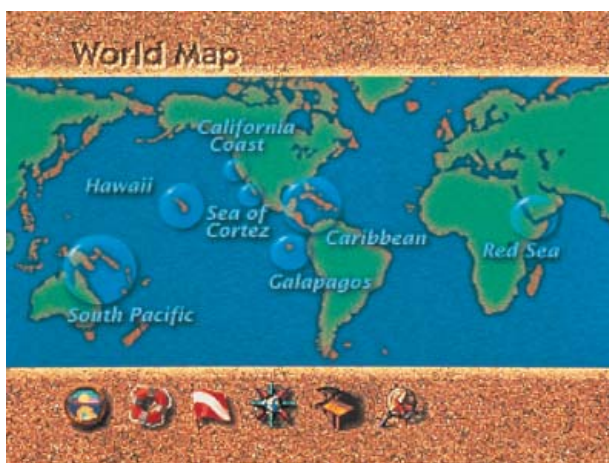 World Map
California
Coast
Hawaii
Sea of
Cortez
Caribbean
Red Sea
Galapagos
South Pacific